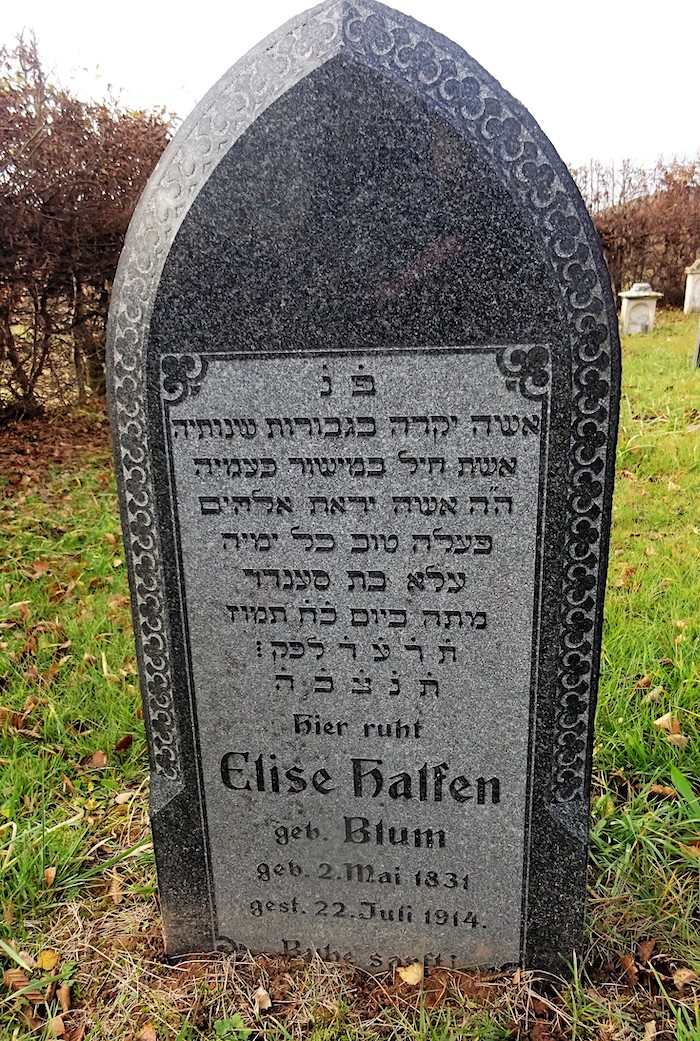 פ נ
אשה יקרה בגבורות שנותיה
אשת חיל במישור פעמיה
ה״ה אשה יראת אלהים
פעלה טוב כל ימיה
עלא בת סענדר
מתה ביום כ״ח תמוז
ת ר ע ד לפק:
ת נ צ ב ה
Hier ruht
Elise Halfen
geb. Blum
geb. 2. Mai 1831
gest. 22. Juli 1914.
Ruhe sanft!